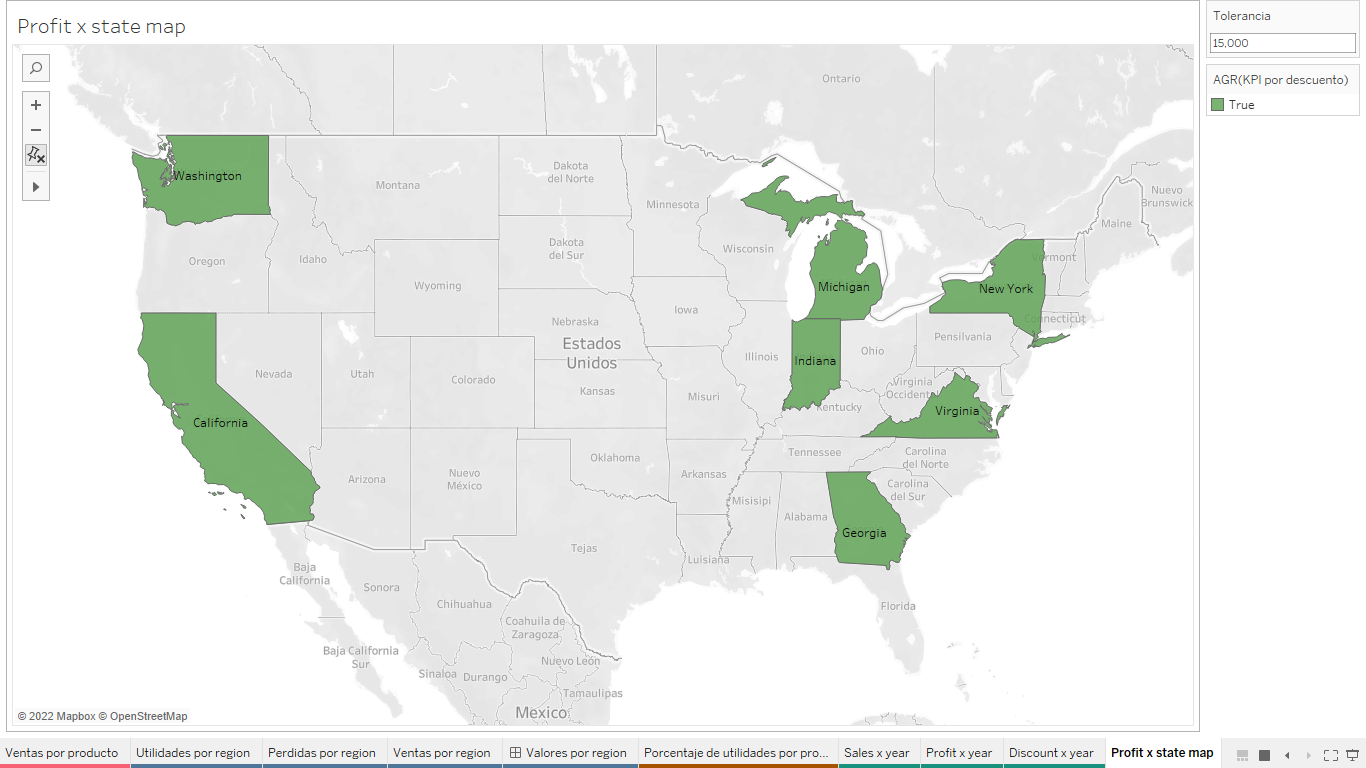 Profit x state map
Tolerancia
15,000
AGR(KPI por descuento)
True
Ontario
Washington
Montana
Dakota
del Norte
Minnesota
Nuevo
Brunswick
Maine
Oregon
Idaho
Dakota
del Sur
Wisconsin
Vermont
Wyoming
Michigan
New York
Iowa
Connecticut
Nebraska
Pensilvania
Estados
Unidos
Illinois
Indiana
Ohio
Nevada
Utah
Colorado
Kansas
Misuri
Virginia
Occident
Kentucky
Virginia
California
Tennessee
Carolina
del Norte
Oklahoma
Arizona
Nuevo
México
Arkansas
Carolina
del Sur
Misisipi
Alabama
Georgia
Tejas
Luisiana
Baja
California
Sonora
Chihuahua
Florida
Coahuila de
Zaragoza
Baja California
Sur
Nuevo León
Sinaloa
Durango
Tamaulipas
Mexico
© 2022 Mapbox © OpenStreetMap
Ventas por producto
Utilidades por region
Perdidas por region
Ventas por region
Valores por region
Porcentaje de utilidades por pro...
Sales x year
Profit x year
Discount x year
Profit x state map